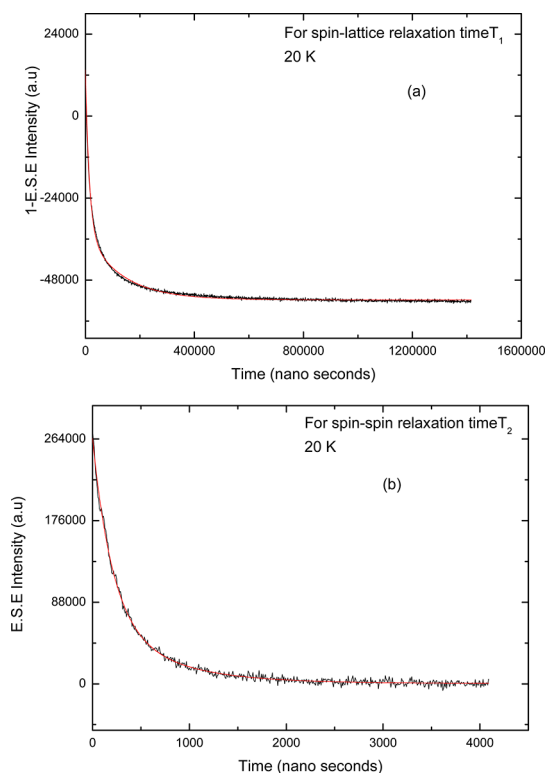 For spin-lattice relaxation timeT1
20 K
(a)
24000
0
-24000
-48000
1-E.S.E Intensity (a.u)
0 400000 800000 1200000 1600000
Time (nano seconds)
For spin-spin relaxation timeT2
20 K
(b)
264000
176000
88000
0
E.S.E Intensity (a.u)
0 1000 2000 3000 4000
Time (nano seconds)